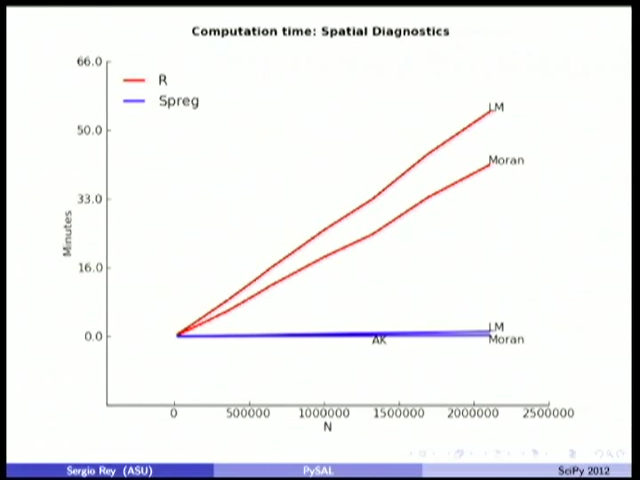 Computation time: Spatial Diagnostics
66.0
R
Spreg
50.0
33.0
16.0
0.0
Minutes
LM
Moran
LM
AK
Moran
0
500000
1000000
1500000
2000000
2500000
N
Sergio Rey (ASU)
PySAL
SciPy 2012